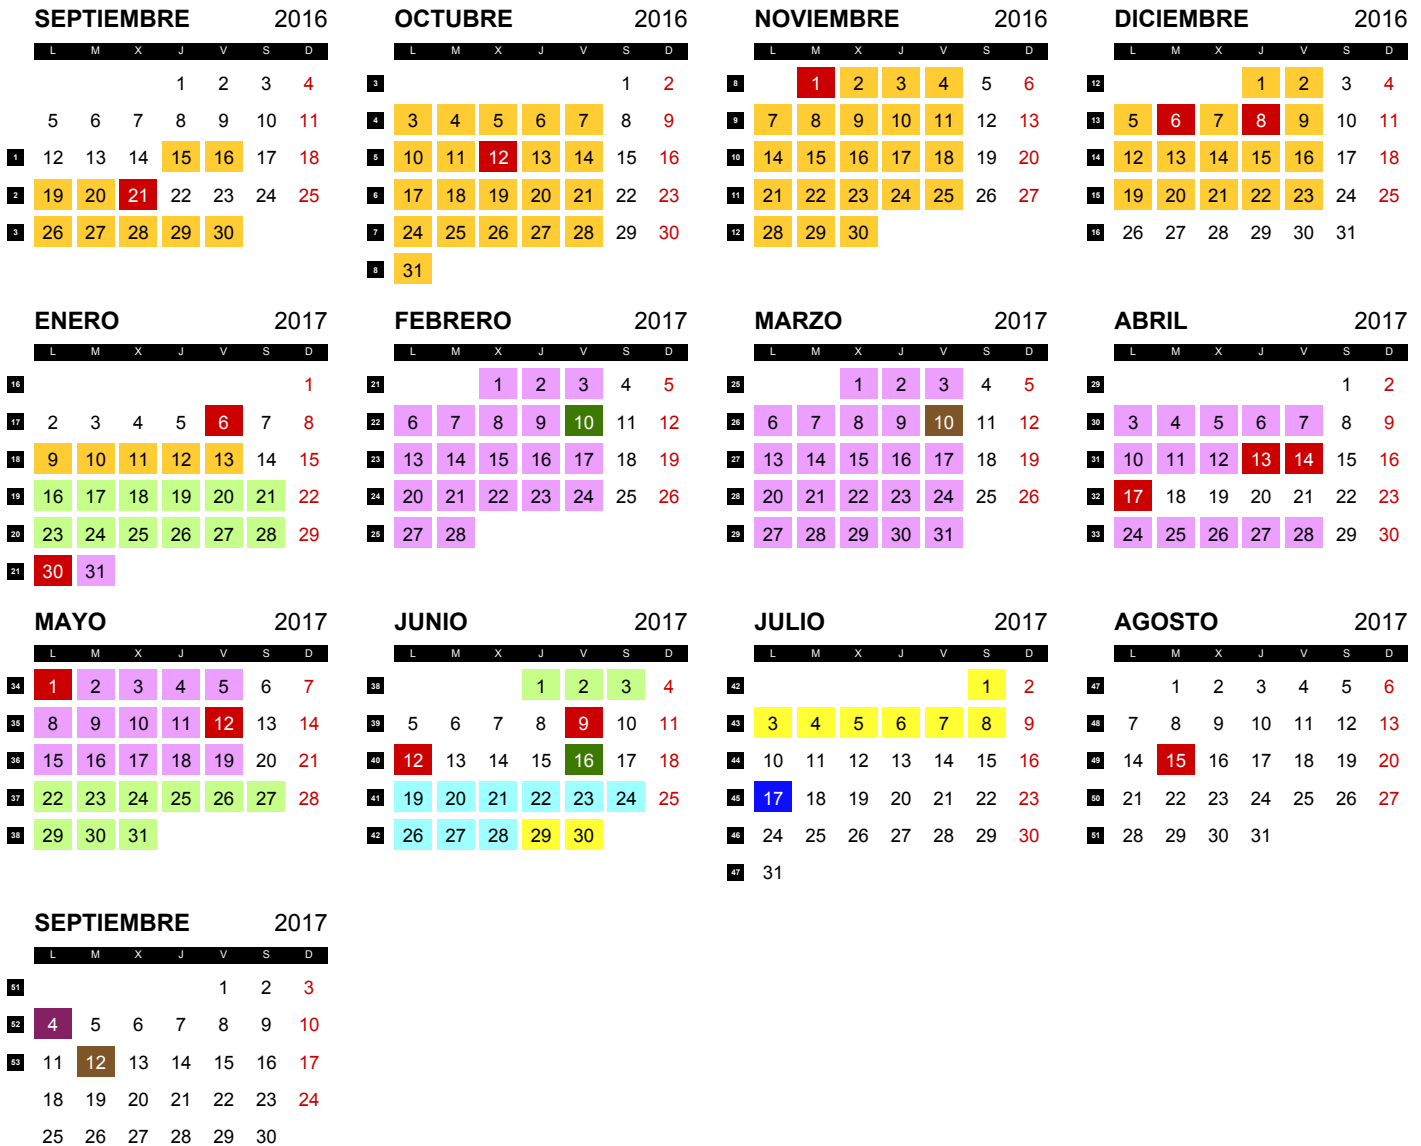 SEPTIEMBRE 2016
L M X J V S D
1 2 3 4
5 6 7 8 9 10 11
1 12 13 14 15 16 17 18
2 19 20 21 22 23 24 25
3 26 27 28 29 30
OCTUBRE 2016
L M X J V S D
3 1 2
4 3 4 5 6 7 8 9
5 10 11 12 13 14 15 16
6 17 18 19 20 21 22 23
7 24 25 26 27 28 29 30
8 31
NOVIEMBRE 2016
L M X J V S D
8 1 2 3 4 5 6
9 7 8 9 10 11 12 13
10 14 15 16 17 18 19 20
11 21 22 23 24 25 26 27
12 28 29 30
DICIEMBRE 2016
L M X J V S D
12 1 2 3 4
13 5 6 7 8 9 10 11
14 12 13 14 15 16 17 18
15 19 20 21 22 23 24 25
16 26 27 28 29 30 31
ENERO 2017
L M X J V S D
16 1
17 2 3 4 5 6 7 8
18 9 10 11 12 13 14 15
19 16 17 18 19 20 21 22
20 23 24 25 26 27 28 29
21 30 31
FEBRERO 2017
L M X J V S D
21 1 2 3 4 5
22 6 7 8 9 10 11 12
23 13 14 15 16 17 18 19
24 20 21 22 23 24 25 26
25 27 28
MARZO 2017
L M X J V S D
25 1 2 3 4 5
26 6 7 8 9 10 11 12
27 13 14 15 16 17 18 19
28 20 21 22 23 24 25 26
29 27 28 29 30 31
ABRIL 2017
L M X J V S D
29 1 2
30 3 4 5 6 7 8 9
31 10 11 12 13 14 15 16
32 17 18 19 20 21 22 23
33 24 25 26 27 28 29 30
MAYO 2017
L M X J V S D
34 1 2 3 4 5 6 7
35 8 9 10 11 12 13 14
36 15 16 17 18 19 20 21
37 22 23 24 25 26 27 28
38 29 30 31
JUNIO 2017
L M X J V S D
38 1 2 3 4
39 5 6 7 8 9 10 11
40 12 13 14 15 16 17 18
41 19 20 21 22 23 24 25
42 26 27 28 29 30
JULIO 2017
L M X J V S D
42 1 2
43 3 4 5 6 7 8 9
44 10 11 12 13 14 15 16
45 17 18 19 20 21 22 23
46 24 25 26 27 28 29 30
47 31
AGOSTO 2017
L M X J V S D
47 1 2 3 4 5 6
48 7 8 9 10 11 12 13
49 14 15 16 17 18 19 20
50 21 22 23 24 25 26 27
51 28 29 30 31
SEPTIEMBRE 2017
L M X J V S D
51 1 2 3
52 4 5 6 7 8 9 10
53 11 12 13 14 15 16 17
18 19 20 21 22 23 24
25 26 27 28 29 30